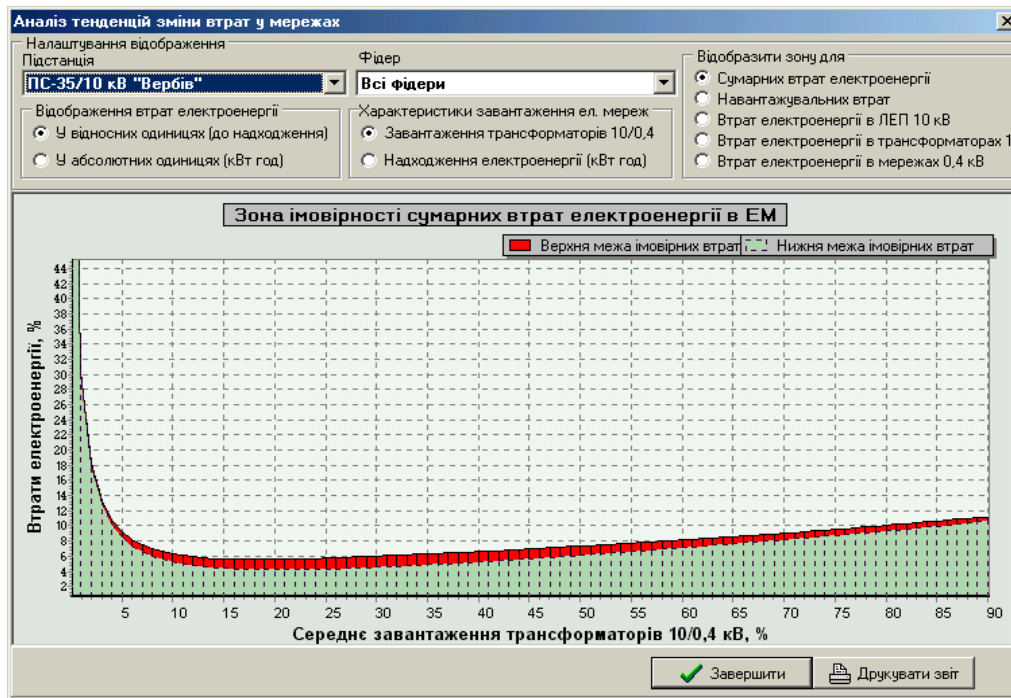 Аналіз тенденцій зміни втрат у мережах
Налаштування відображення
Підстанція
ПС-35/10 кВ "Вербів"
Фідер
Всі фідери
Відображення втрат електроенергії
У відносних одиницях (до надходження)
У абсолютних одиницях (кВт год)
Характеристики завантаження ел. мереж
Завантаження трансформаторів 10/0,4
Надходження електроенергії (кВт год)
Відобразити зону для
Сумарних втрат електроенергії
Навантажувальних втрат
Втрат електроенергії в ЛЕП 10 кВ
Втрат електроенергії в трансформаторах 1
Втрат електроенергії в мережах 0,4 кВ
Зона імовірності сумарних втрат електроенергії в ЕМ
Верхня межа імовірних втрат
Нижня межа імовірних втрат
Втрати електроенергії, %
44
42
40
38
36
34
32
30
28
26
24
22
20
18
16
14
12
10
8
6
4
2
5 10 15 20 25 30 35 40 45 50 55 60 65 70 75 80 85 90
Середнє завантаження трансформаторів 10/0,4 кВ, %
Завершити
Друкувати звіт